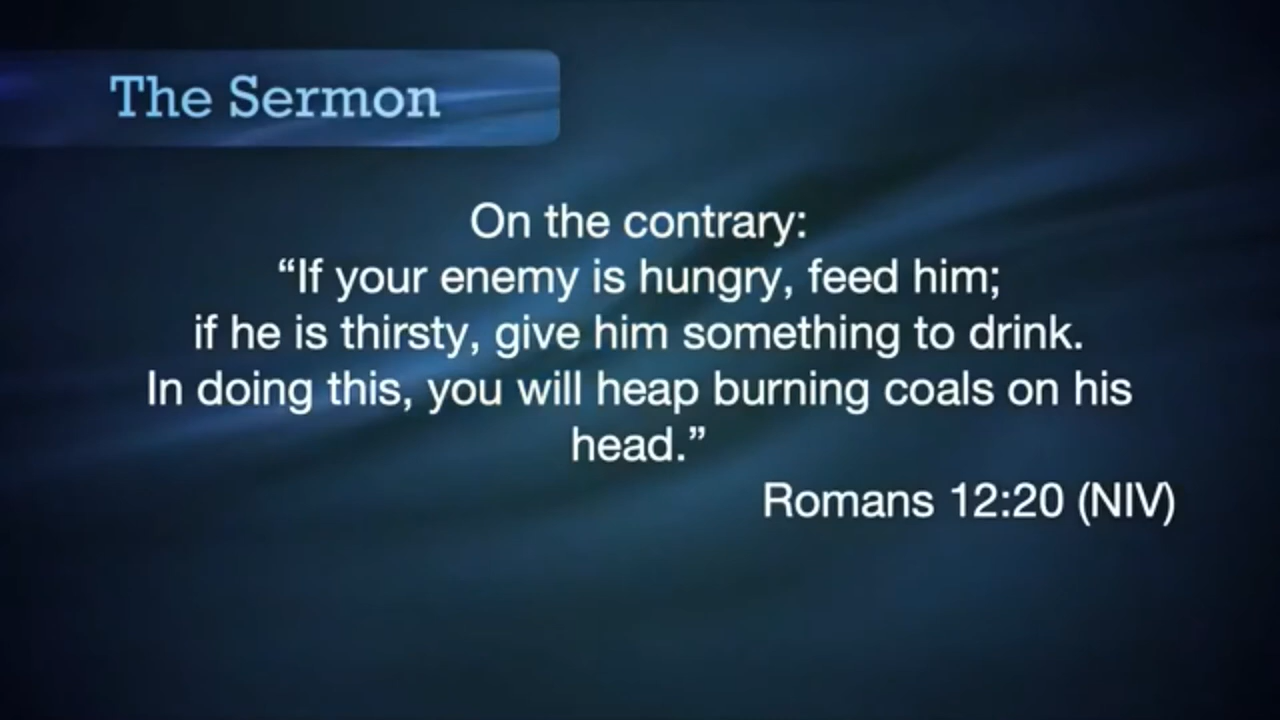 The Sermon
On the contrary:
“If your enemy is hungry, feed him;
if he is thirsty, give him something to drink.
In doing this, you will heap burning coals on his
head.”
Romans 12:20 (NIV)